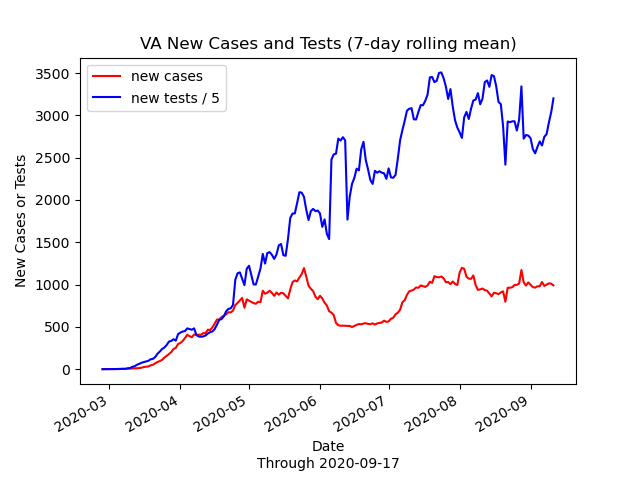 VA New Cases and Tests (7-day rolling mean)
new cases
new tests / 5
New Cases or Tests
3500
3000
2500
2000
1500
1000
500
0
2020-03
2020-04
2020-05
2020-06
2020-07
2020-08
2020-09
Date
Through 2020-09-17